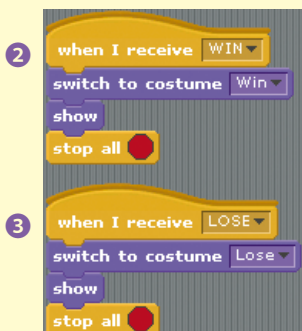 2
when I receive WIN
switch to costume Win
show
stop all
3
when I receive LOSE
switch to costume Lose
show
stop all